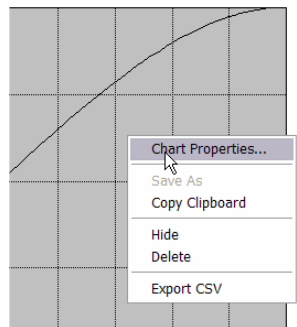 Chart Properties...
Save As
Copy Clipboard
Hide
Delete
Export CSV